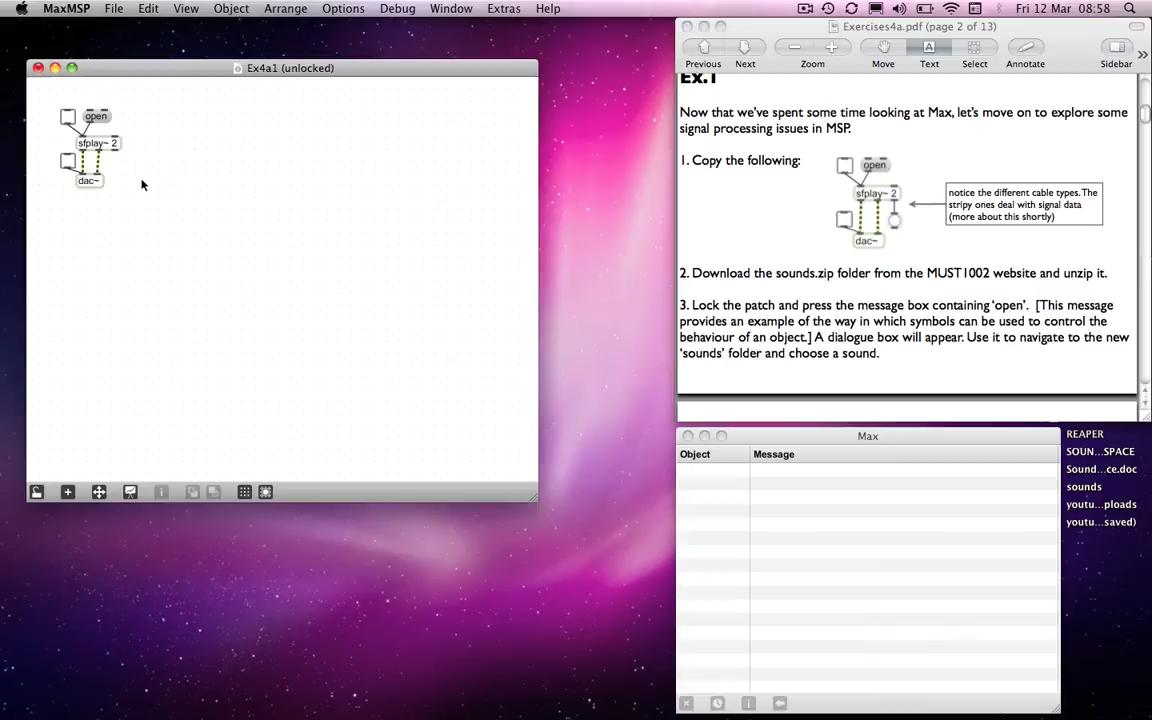 MaxMSP File Edit View Object Arrange Options Debug Window Extras Help Fri 12 Mar 08:58
Ex4a1 (unlocked)
open
sfplay~ 2
dac~
Exercises4a.pdf (page 2 of 13)
Previous Next Zoom Move Text Select Annotate Sidebar
Ex.1
Now that we've spent some time looking at Max, let's move on to explore some
signal processing issues in MSP.
1. Copy the following:
open
sfplay~ 2
dac~
notice the different cable types. The
stripy ones deal with signal data
(more about this shortly)
2. Download the sounds.zip folder from the MUST1002 website and unzip it.
3. Lock the patch and press the message box containing 'open'. [This message
provides an example of the way in which symbols can be used to control the
behaviour of an object.] A dialogue box will appear. Use it to navigate to the new
'sounds' folder and choose a sound.
Max
Object Message
REAPER
SOUN...SPACE
Sound...ce.doc
sounds
youtu...ploads
youtu...saved)